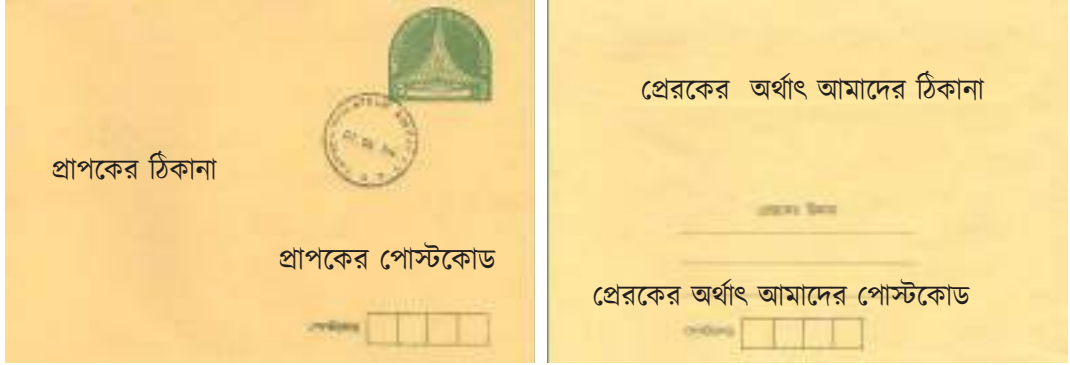 প্রাপকের ঠিকানা
প্রাপকের পোস্টকোড
প্রেরকের অর্থাৎ আমাদের ঠিকানা
প্রেরকের অর্থাৎ আমাদের পোস্টকোড